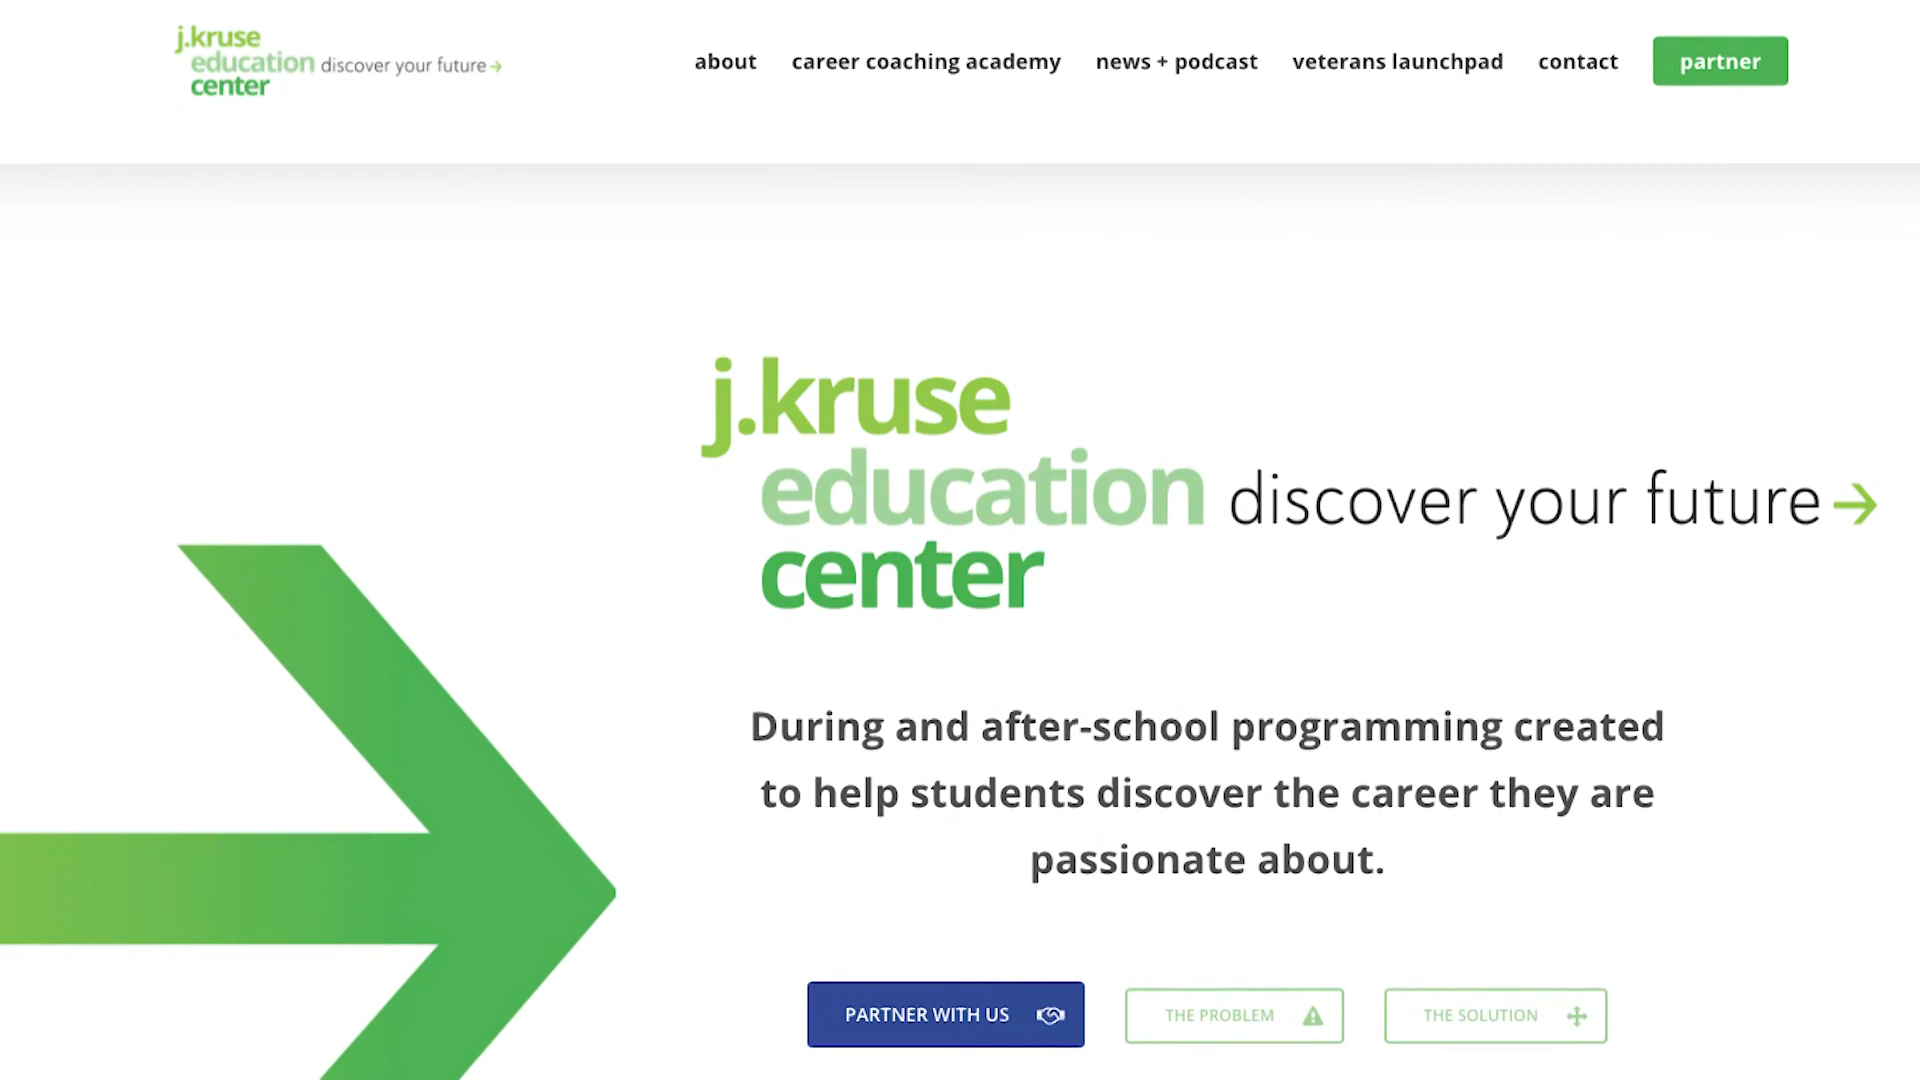 j.kruse
education discover your future
center
about career coaching academy news + podcast veterans launchpad contact partner
j.kruse
education discover your future
center
During and after-school programming created
to help students discover the career they are
passionate about.
PARTNER WITH US THE PROBLEM THE SOLUTION